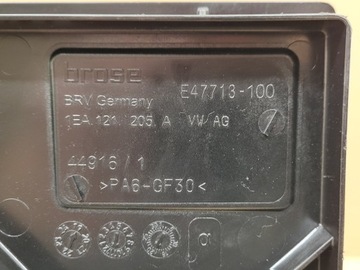 brose
BRV Germany E47713-100
1EA.121.205.A VW/AG
44916/1
>PA6-GF30<